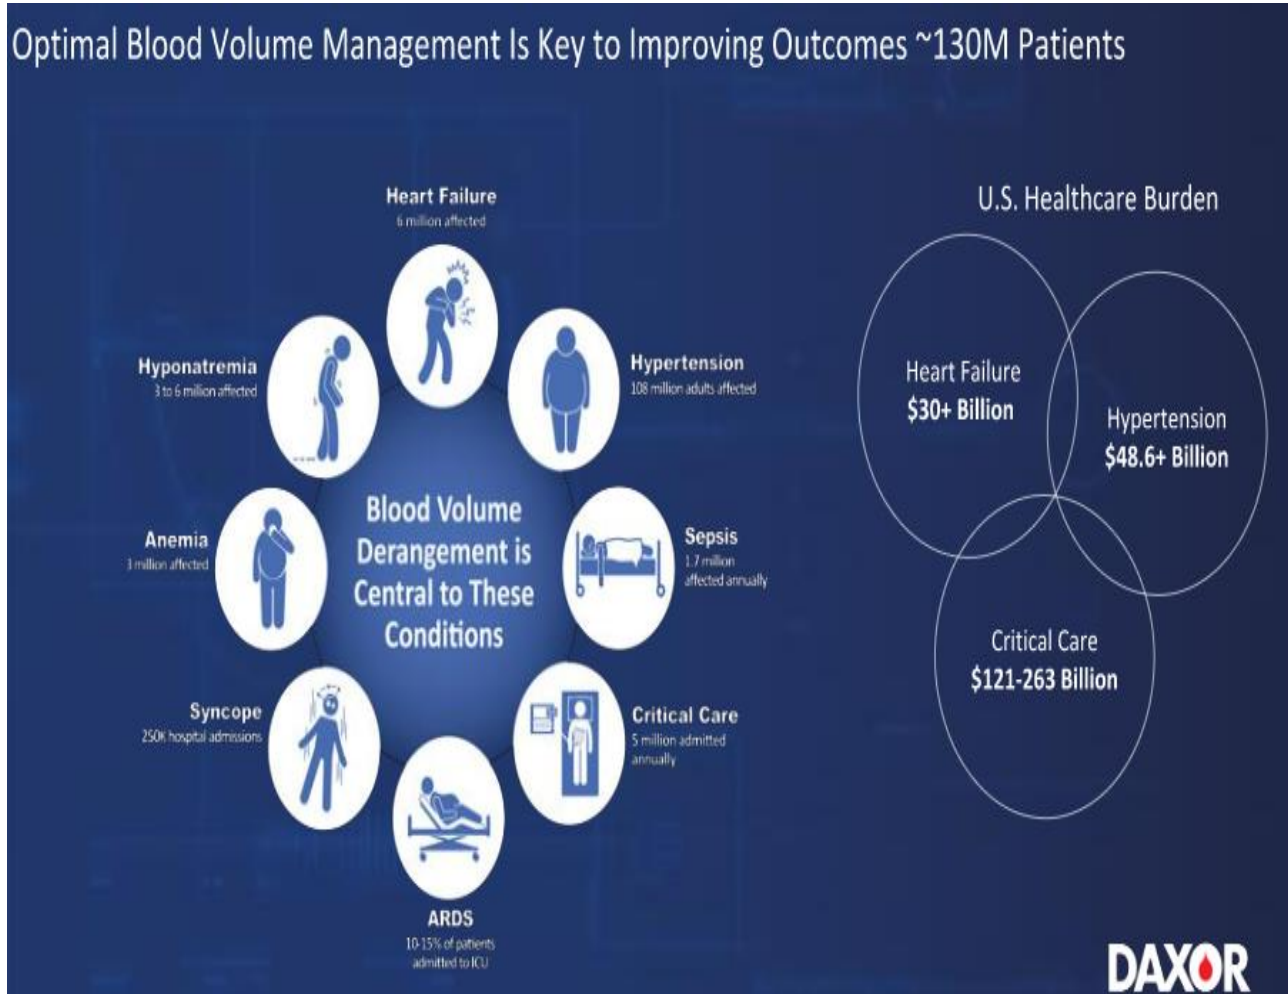 Optimal Blood Volume Management Is Key to Improving Outcomes ~130M Patients
Heart Failure
6 million affected
Hypertension
108 million adults affected
Sepsis
1.7 million
affected annually
Critical Care
5 million admitted
annually
ARDS
10-15% of patients
admitted to ICU
Syncope
250K hospital admissions
Anemia
3 million affected
Hyponatremia
3 to 6 million affected
Blood Volume
Derangement is
Central to These
Conditions
U.S. Healthcare Burden
Heart Failure
$30+ Billion
Hypertension
$48.6+ Billion
Critical Care
$121-263 Billion
DAXOR